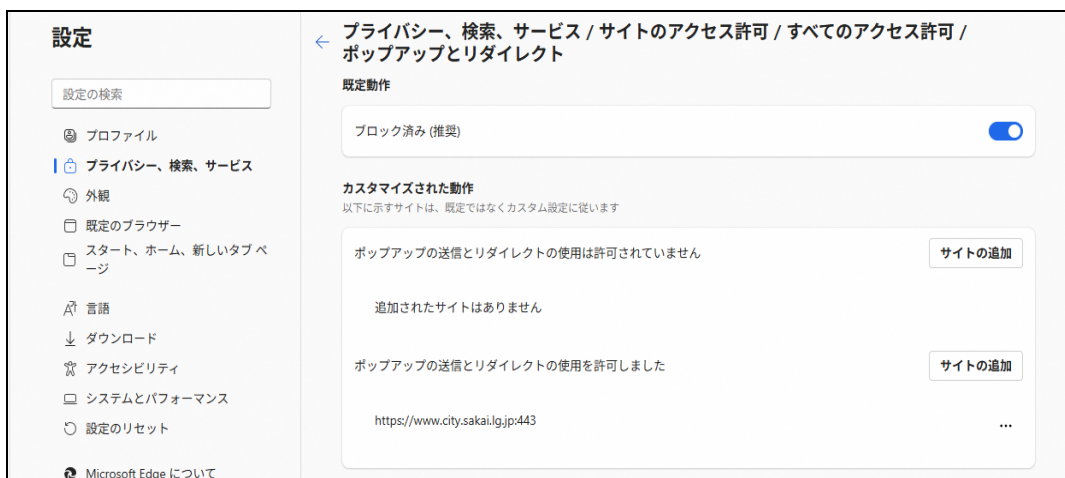 設定
設定の検索
プロファイル
プライバシー、検索、サービス
外観
既定のブラウザー
スタート、ホーム、新しいタブ ペ
ージ
言語
ダウンロード
アクセシビリティ
システムとパフォーマンス
設定のリセット
Microsoft Edge について
← プライバシー、検索、サービス / サイトのアクセス許可 / すべてのアクセス許可 /
ポップアップとリダイレクト
既定動作
ブロック済み (推奨)
カスタマイズされた動作
以下に示すサイトは、既定ではなくカスタム設定に従います
ポップアップの送信とリダイレクトの使用は許可されていません
サイトの追加
追加されたサイトはありません
ポップアップの送信とリダイレクトの使用を許可しました
サイトの追加
https://www.city.sakai.lg.jp:443
...